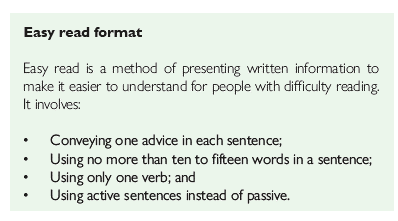 Easy read format
Easy read is a method of presenting written information to
make it easier to understand for people with difficulty reading.
It involves:
• Conveying one advice in each sentence;
• Using no more than ten to fifteen words in a sentence;
• Using only one verb; and
• Using active sentences instead of passive.